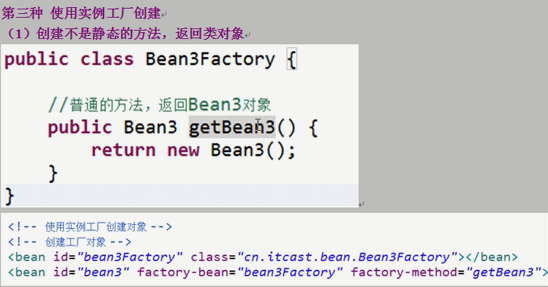 第三种 使用实例工厂创建
（1）创建不是静态的方法，返回类对象
public class Bean3Factory {
//普通的方法，返回Bean3对象
public Bean3 getBean3() {
return new Bean3();
}
}
<!-- 使用实例工厂创建对象 -->
<!-- 创建工厂对象 -->
<bean id="bean3Factory" class="cn.itcast.bean.Bean3Factory"></bean>
<bean id="bean3" factory-bean="bean3Factory" factory-method="getBean3">